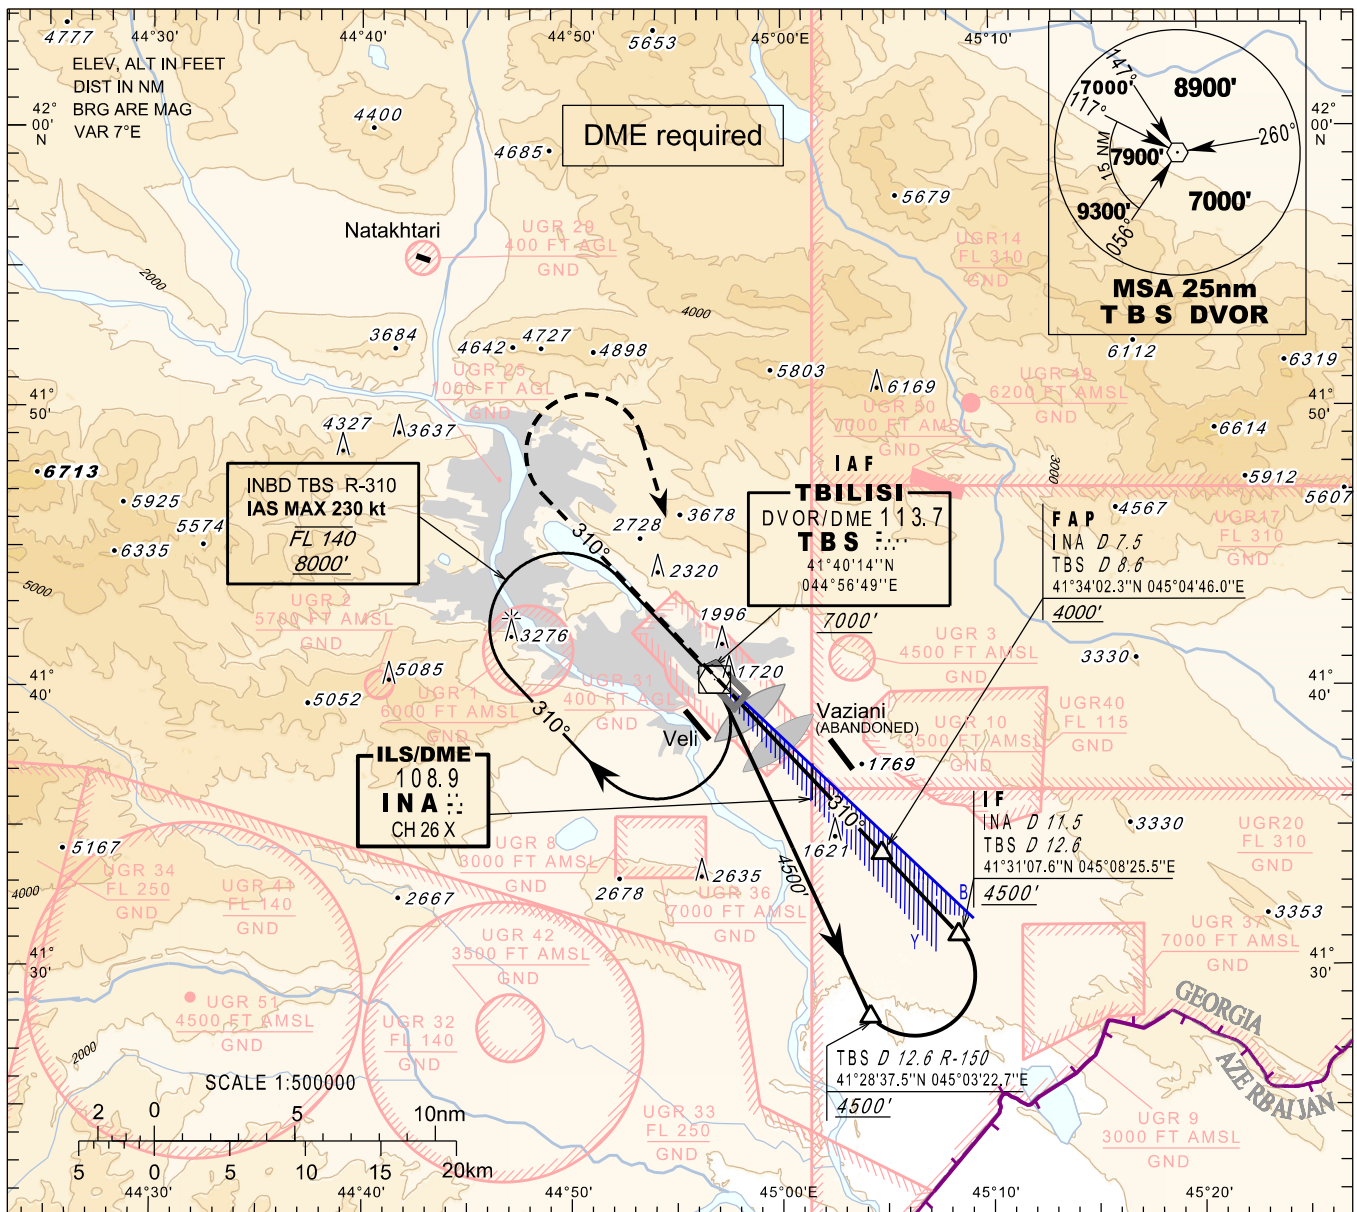 4777
44°30'
44°40'
44°50'
5653
45°00'E
45°10'
ELEV, ALT IN FEET
DIST IN NM
BRG ARE MAG
VAR 7°E
42°
00'
N
4400
4685
DME required
5679
147°
7000'
8900'
117°
260°
15 NM
7900'
9300'
7000'
056°
MSA 25nm
TBS DVOR
42°
00'
N
Natakhtari
UGR 29
400 FT AGL
GND
UGR14
FL 310
GND
2000
4000
3684
4642
4727
4898
5803
6169
6112
6319
UGR 25
1000 FT AGL
GND
UGR 49
6200 FT AMSL
GND
UGR 50
7000 FT AMSL
GND
41°
50'
41°
50'
4327
3637
6614
6713
5925
5574
6335
5912
5607
3000
4567
UGR17
FL 310
GND
INBD TBS R-310
IAS MAX 230 kt
FL 140
8000'
310°
2728
3678
2320
IAF
TBILISI
DVOR/DME 113.7
TBS
41°40'14"N
044°56'49"E
7000'
FAP
INA D 7.5
TBS D 8.6
41°34'02.3"N 045°04'46.0"E
4000'
5000
UGR 2
5700 FT AMSL
GND
3276
1996
1720
UGR 3
4500 FT AMSL
GND
3330
5085
5052
41°
40'
41°
40'
UGR 1
6000 FT AMSL
GND
UGR 31
400 FT AGL
GND
310°
Veli
Vaziani
(ABANDONED)
1769
UGR 10
3500 FT AMSL
GND
UGR40
FL 115
GND
ILS/DME
108.9
INA
CH 26 X
310°
1621
IF
INA D 11.5
TBS D 12.6
41°31'07.6"N 045°08'25.5"E
4500'
3330
UGR20
FL 310
GND
5167
UGR 8
3000 FT AMSL
GND
2678
2635
4500'
UGR 34
FL 250
GND
4000
UGR 41
FL 140
GND
2667
UGR 36
7000 FT AMSL
GND
B
Y
3353
UGR 37
7000 FT AMSL
GND
41°
30'
41°
30'
UGR 42
3500 FT AMSL
GND
UGR 51
4500 FT AMSL
GND
UGR 32
FL 140
GND
2000
GEORGIA
AZERBAIJAN
TBS D 12.6 R-150
41°28'37.5"N 045°03'22.7"E
4500'
SCALE 1:500000
2 0 5 10nm
5 0 5 10 15 20km
UGR 33
FL 250
GND
UGR 9
3000 FT AMSL
GND
44°30'
44°40'
44°50'
45°00'E
45°10'
45°20'